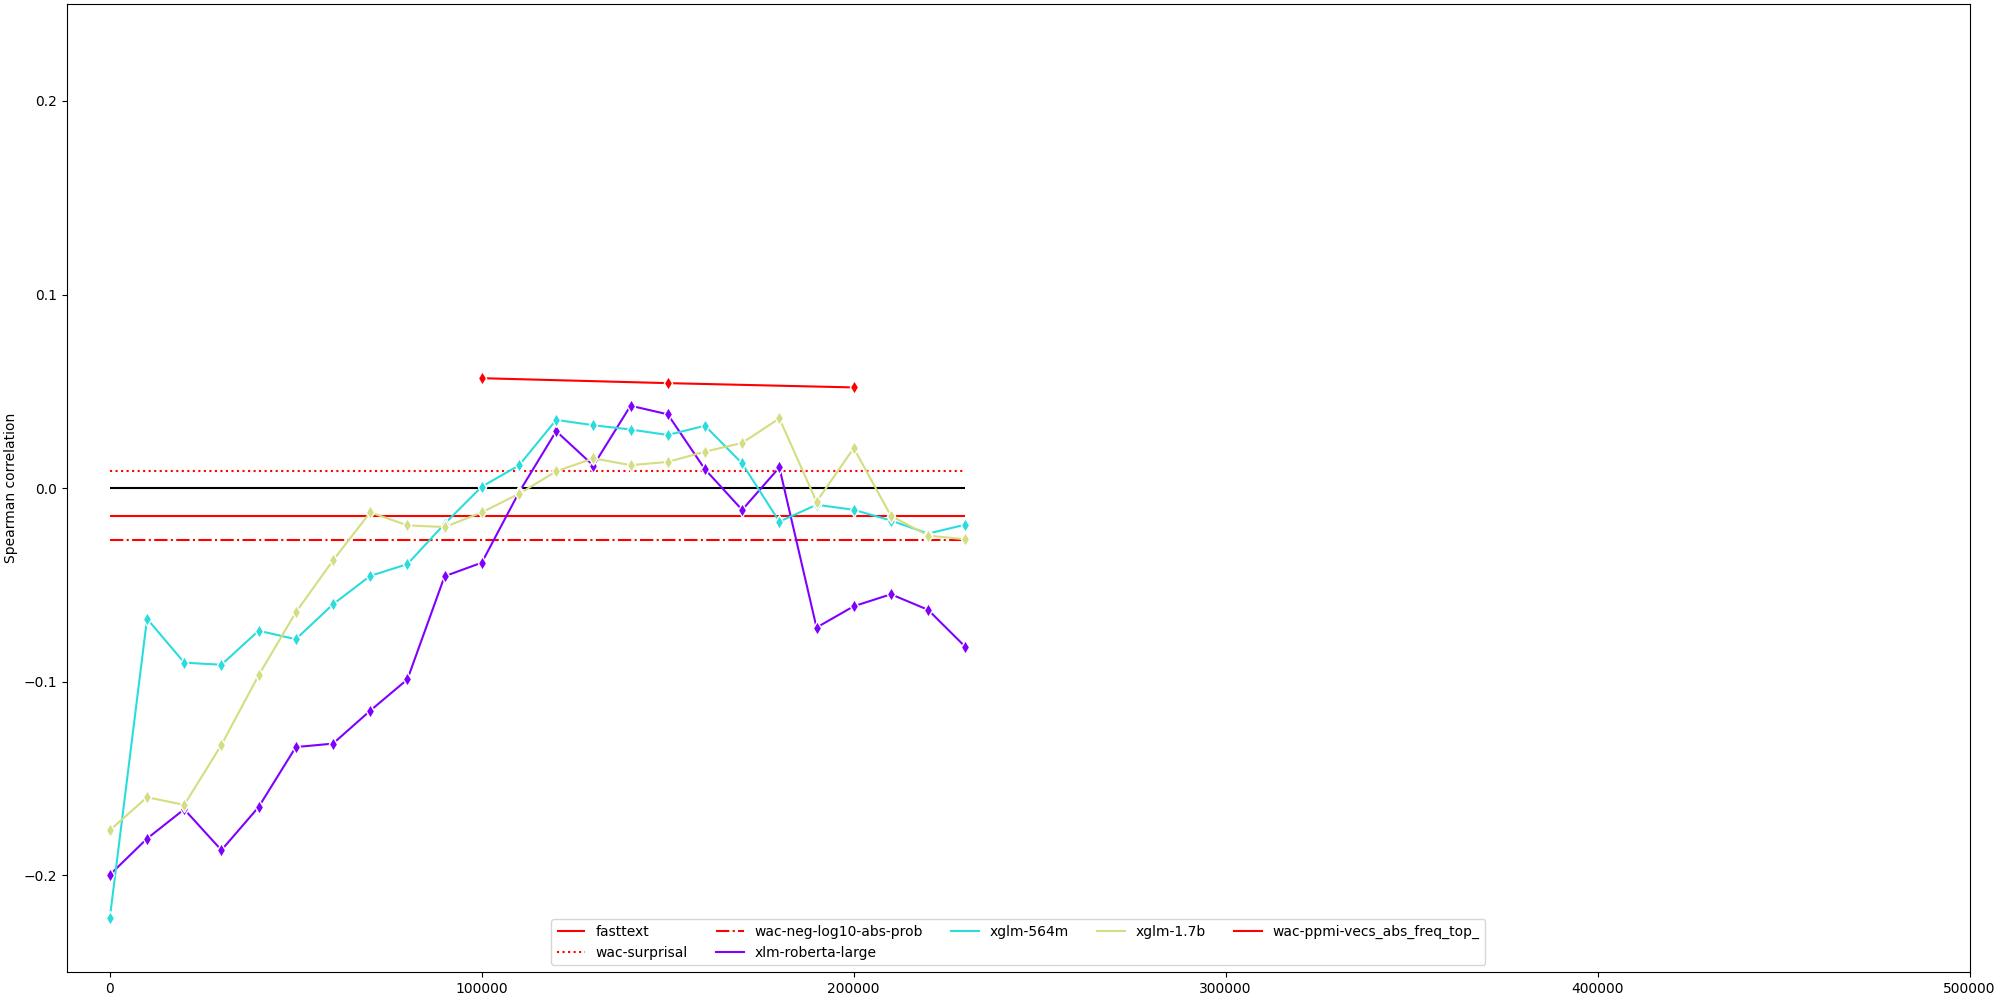 Spearman correlation
0.2
0.1
0.0
−0.1
−0.2
0
100000
200000
300000
400000
500000
fasttext
wac-surprisal
wac-neg-log10-abs-prob
xlm-roberta-large
xglm-564m
xglm-1.7b
wac-ppmi-vecs_abs_freq_top_